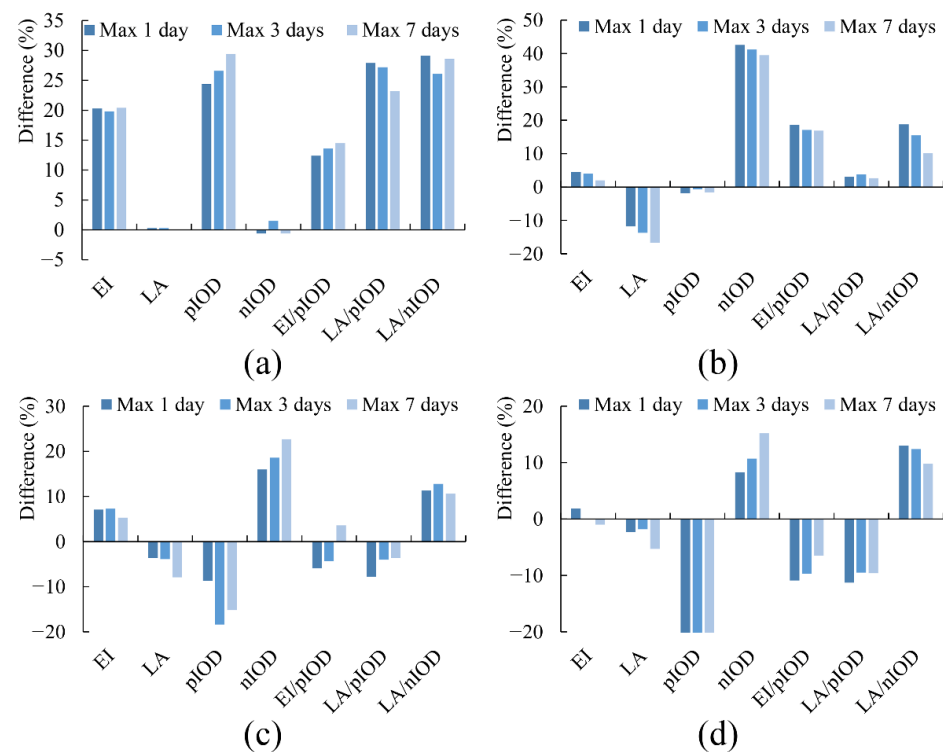 Max 1 day Max 3 days Max 7 days
Difference (%)
35
30
25
20
15
10
5
0
−5
EI LA pIOD nIOD EI/pIOD LA/pIOD LA/nIOD
(a)
Max 1 day Max 3 days Max 7 days
Difference (%)
50
40
30
20
10
0
−10
−20
EI LA pIOD nIOD EI/pIOD LA/pIOD LA/nIOD
(b)
Max 1 day Max 3 days Max 7 days
Difference (%)
30
20
10
0
−10
−20
EI LA pIOD nIOD EI/pIOD LA/pIOD LA/nIOD
(c)
Max 1 day Max 3 days Max 7 days
Difference (%)
20
10
0
−10
−20
EI LA pIOD nIOD EI/pIOD LA/pIOD LA/nIOD
(d)